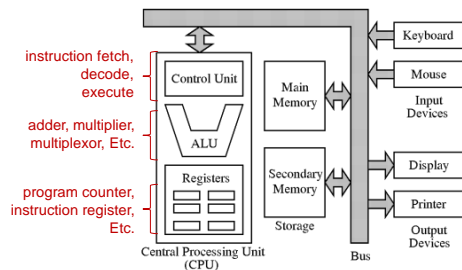 instruction fetch,
decode,
execute
adder, multiplier,
multiplexor, Etc.
program counter,
instruction register,
Etc.
Control Unit
ALU
Registers
Central Processing Unit
(CPU)
Main
Memory
Secondary
Memory
Storage
Bus
Keyboard
Mouse
Input
Devices
Display
Printer
Output
Devices